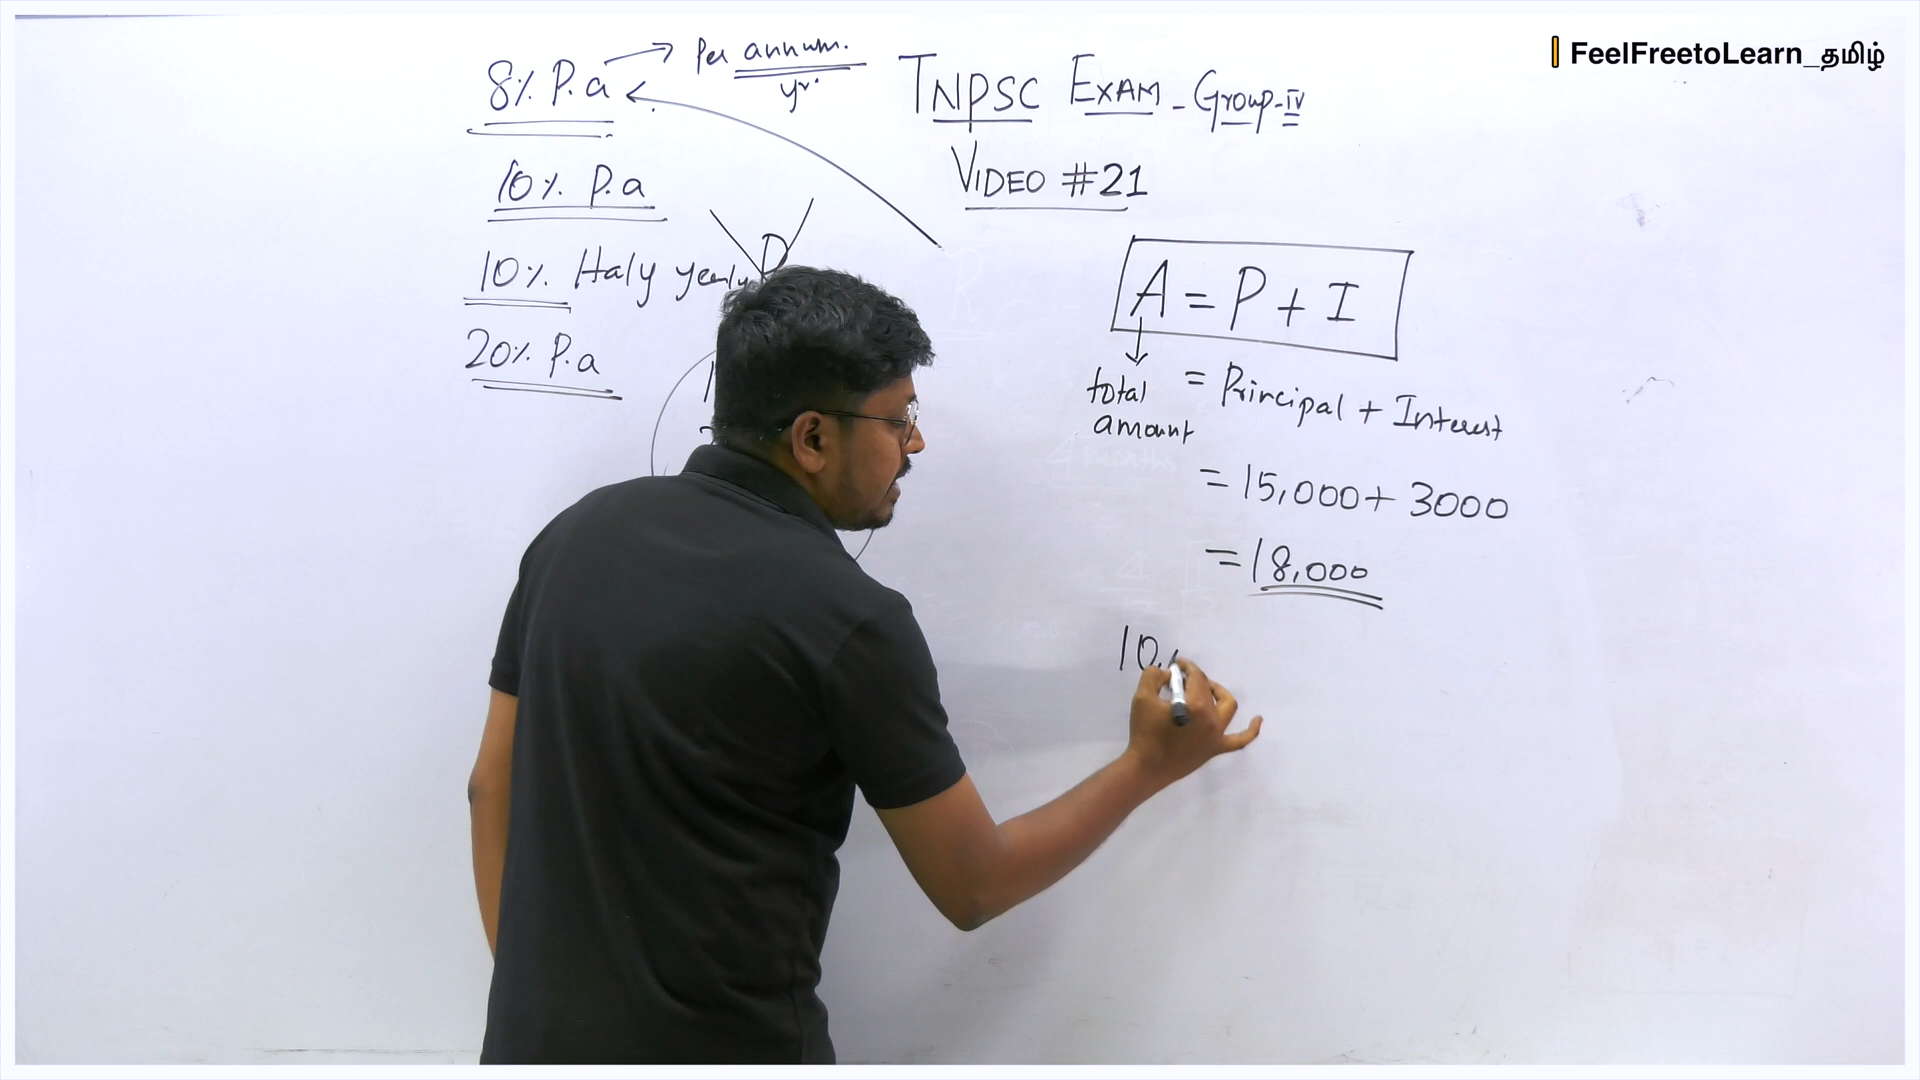 FeelFreetoLearn_தமிழ்
8% P.a
Per annum.
yr.
10% P.a
10% Haly yearly
20% P.a
TNPSC EXAM - Group-IV
VIDEO #21
A = P + I
total
amount
= Principal + Interest
= 15,000 + 3000
= 18,000
10,